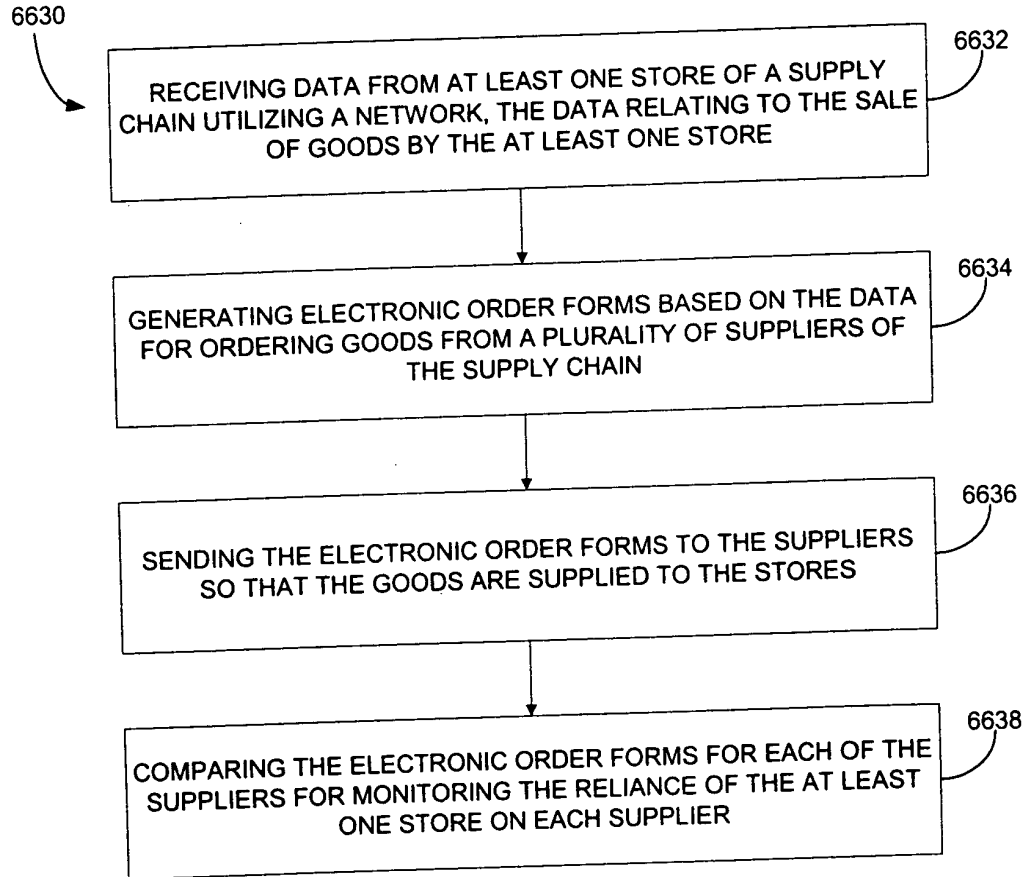 6630
6632
RECEIVING DATA FROM AT LEAST ONE STORE OF A SUPPLY
CHAIN UTILIZING A NETWORK, THE DATA RELATING TO THE SALE
OF GOODS BY THE AT LEAST ONE STORE
6634
GENERATING ELECTRONIC ORDER FORMS BASED ON THE DATA
FOR ORDERING GOODS FROM A PLURALITY OF SUPPLIERS OF
THE SUPPLY CHAIN
6636
SENDING THE ELECTRONIC ORDER FORMS TO THE SUPPLIERS
SO THAT THE GOODS ARE SUPPLIED TO THE STORES
6638
COMPARING THE ELECTRONIC ORDER FORMS FOR EACH OF THE
SUPPLIERS FOR MONITORING THE RELIANCE OF THE AT LEAST
ONE STORE ON EACH SUPPLIER